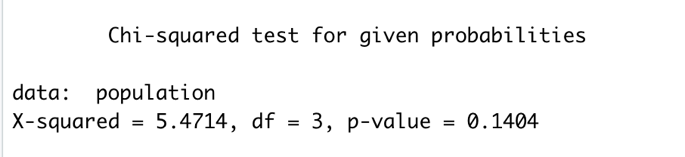 Chi-squared test for given probabilities
data:  population
X-squared = 5.4714, df = 3, p-value = 0.1404